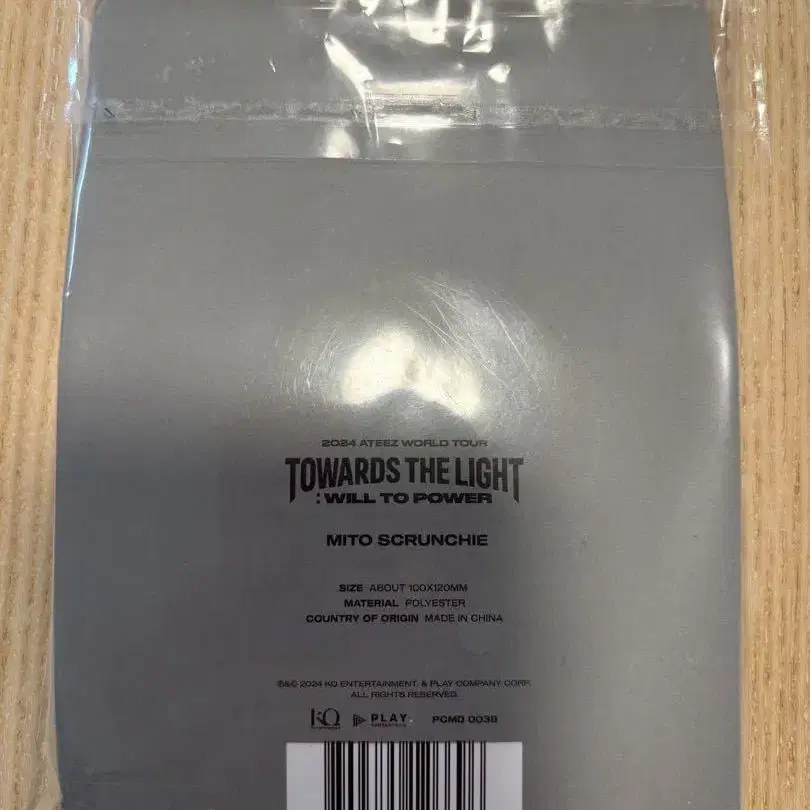 2024 ATEEZ WORLD TOUR
TOWARDS THE LIGHT
: WILL TO POWER
MITO SCRUNCHIE
SIZE ABOUT 100X120MM
MATERIAL POLYESTER
COUNTRY OF ORIGIN MADE IN CHINA
℗&© 2024 KQ ENTERTAINMENT. & PLAY COMPANY CORP.
ALL RIGHTS RESERVED.
KQ PLAY PCMD 0038